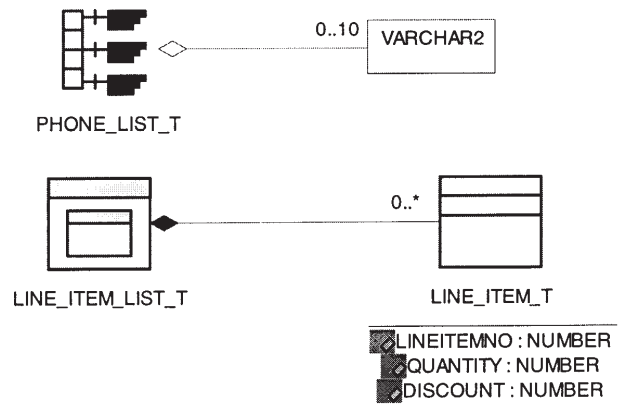 0..10
VARCHAR2
PHONE_LIST_T
0..*
LINE_ITEM_LIST_T
LINE_ITEM_T
LINEITEMNO : NUMBER
QUANTITY : NUMBER
DISCOUNT : NUMBER